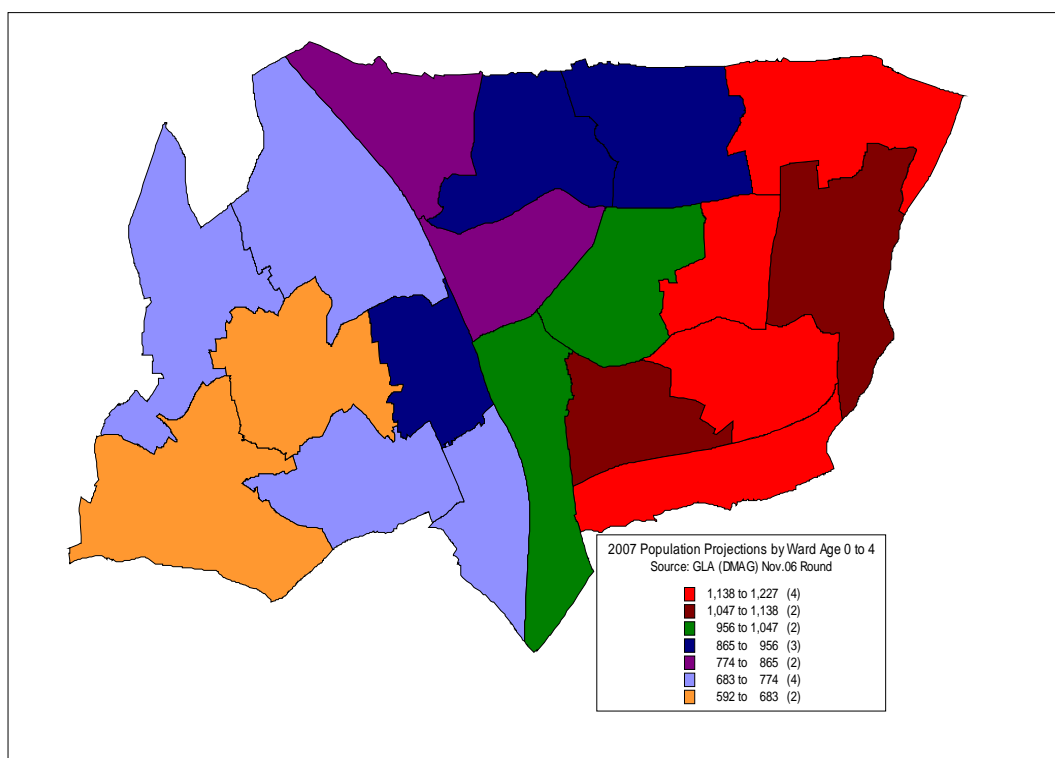 2007 Population Projections by Ward Age 0 to 4
Source: GLA (DMAG) Nov.06 Round
1,138 to 1,227 (4)
1,047 to 1,138 (2)
956 to 1,047 (2)
865 to 956 (3)
774 to 865 (2)
683 to 774 (4)
592 to 683 (2)